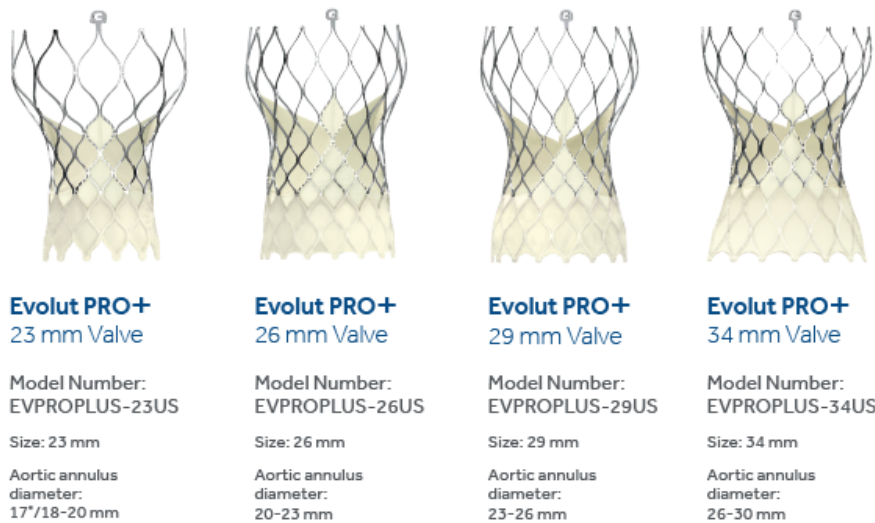 Evolut PRO+
23 mm Valve
Model Number:
EVPROPLUS-23US
Size: 23 mm
Aortic annulus
diameter:
17*/18-20 mm
Evolut PRO+
26 mm Valve
Model Number:
EVPROPLUS-26US
Size: 26 mm
Aortic annulus
diameter:
20-23 mm
Evolut PRO+
29 mm Valve
Model Number:
EVPROPLUS-29US
Size: 29 mm
Aortic annulus
diameter:
23-26 mm
Evolut PRO+
34 mm Valve
Model Number:
EVPROPLUS-34US
Size: 34 mm
Aortic annulus
diameter:
26-30 mm